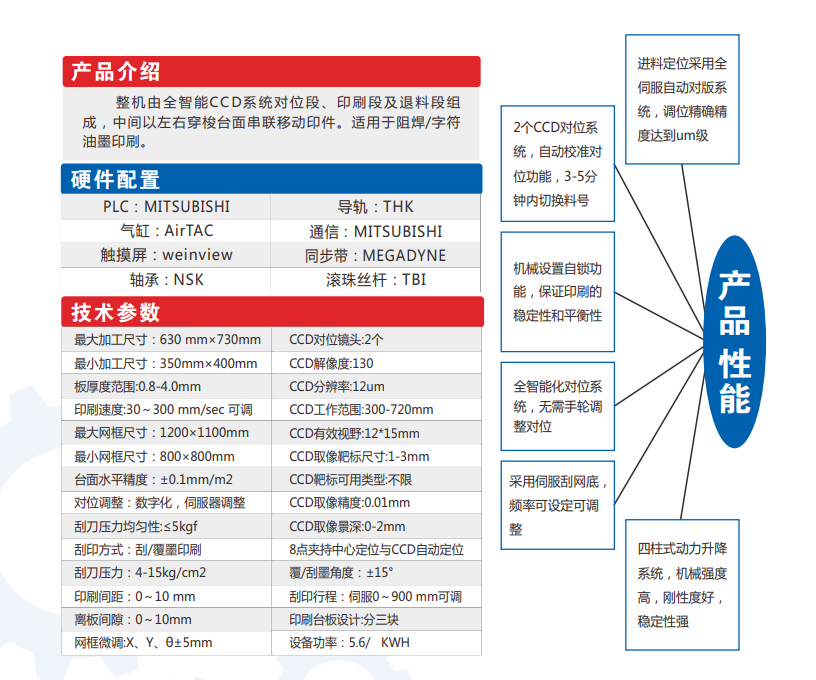 产品介绍
整机由全智能CCD系统对位段、印刷段及退料段组
成，中间以左右穿梭台面串联移动印件。适用于阻焊/字符
油墨印刷。
硬件配置
PLC：MITSUBISHI
导轨：THK
气缸：AirTAC
通信：MITSUBISHI
触摸屏：weinview
同步带：MEGADYNE
轴承：NSK
滚珠丝杆：TBI
技术参数
最大加工尺寸：630 mm×730mm
CCD对位镜头:2个
最小加工尺寸：350mm×400mm
CCD解像度:130
板厚度范围:0.8-4.0mm
CCD分辨率:12um
印刷速度:30～300 mm/sec 可调
CCD工作范围:300-720mm
最大网框尺寸：1200×1100mm
CCD有效视野:12*15mm
最小网框尺寸：800×800mm
CCD取像靶标尺寸:1-3mm
台面水平精度：±0.1mm/m2
CCD靶标可用类型:不限
对位调整：数字化，伺服器调整
CCD取像精度:0.01mm
刮刀压力均匀性:≤5kgf
CCD取像景深:0-2mm
刮印方式：刮/覆墨印刷
8点夹持中心定位与CCD自动定位
刮刀压力：4-15kg/cm2
覆/刮墨角度：±15°
印刷间距：0～10 mm
刮印行程：伺服0～900 mm可调
离板间隙：0～10mm
印刷台板设计:分三块
网框微调:X、Y、θ±5mm
设备功率：5.6/ KWH
进料定位采用全
伺服自动对版系
统，调位精确精
度达到um级
2个CCD对位系
统，自动校准对
位功能，3-5分
钟内切换料号
机械设置自锁功
能，保证印刷的
稳定性和平衡性
全智能化对位系
统，无需手轮调
整对位
采用伺服刮网底，
频率可设定可调
整
四柱式动力升降
系统，机械强度
高，刚性度好，
稳定性强
产品性能